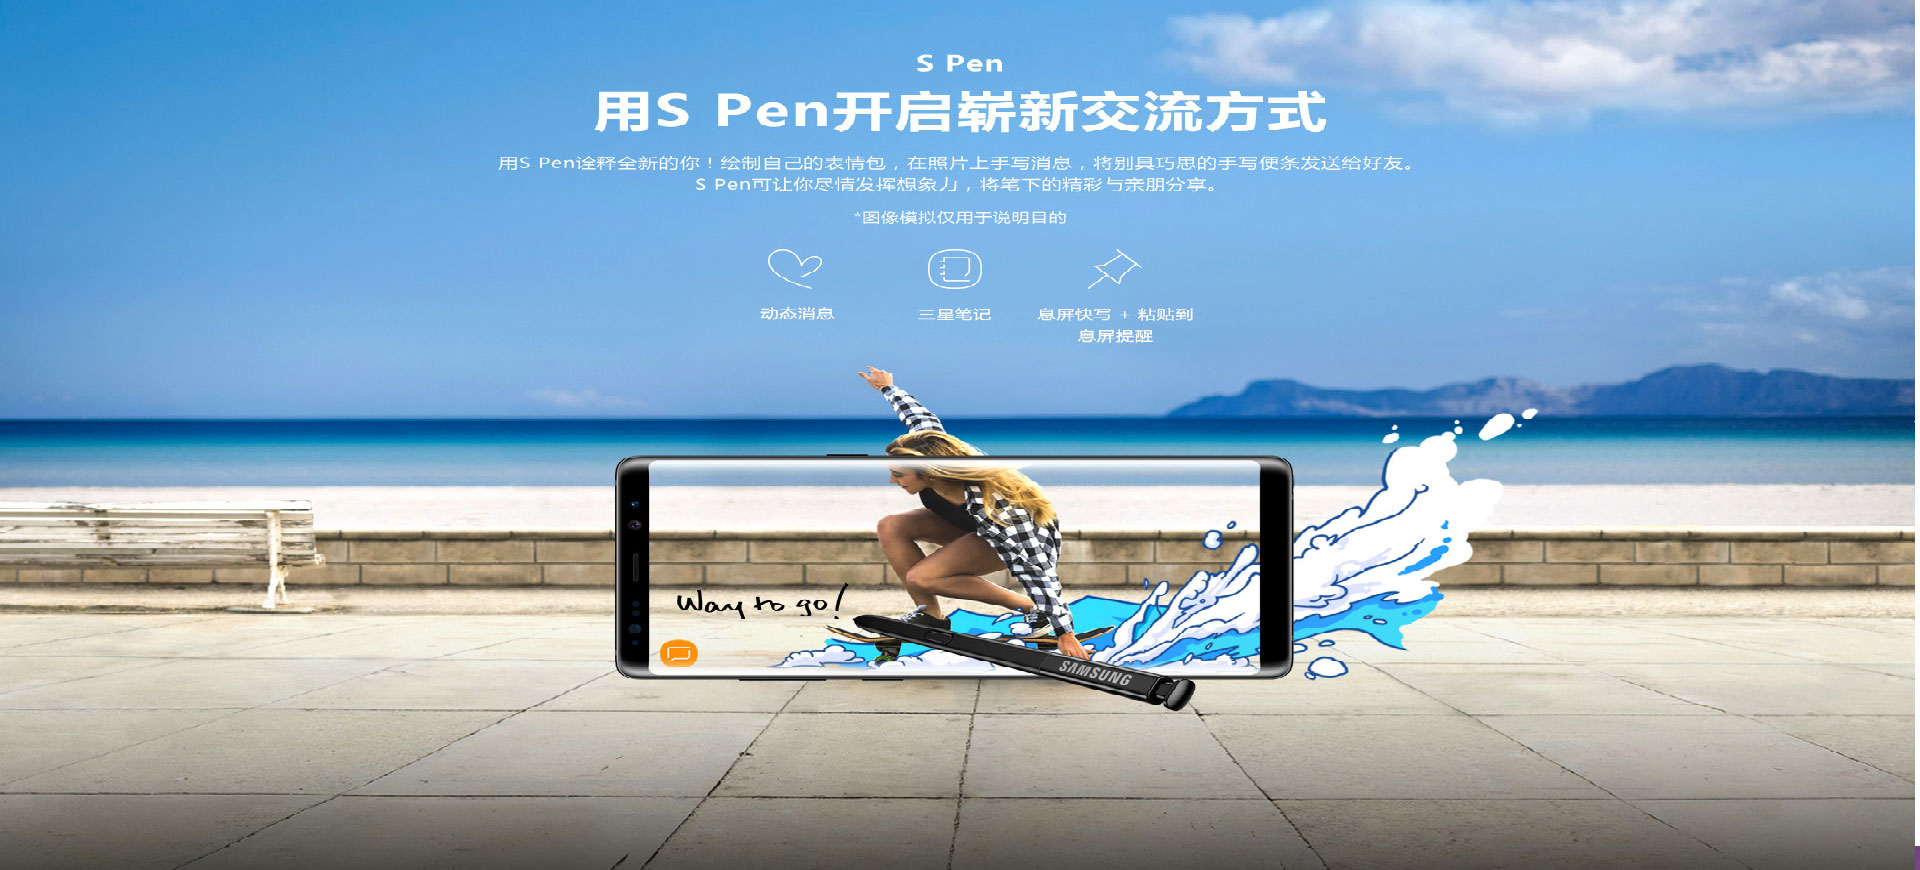 S Pen
用S Pen开启崭新交流方式
用S Pen诠释全新的你！绘制自己的表情包，在照片上手写消息，将别具巧思的手写便条发送给好友。
S Pen可让你尽情发挥想象力，将笔下的精彩与亲朋分享。
*图像模拟仅用于说明目的
动态消息
三星笔记
息屏快写 + 粘贴到
息屏提醒
Way to go!
SAMSUNG